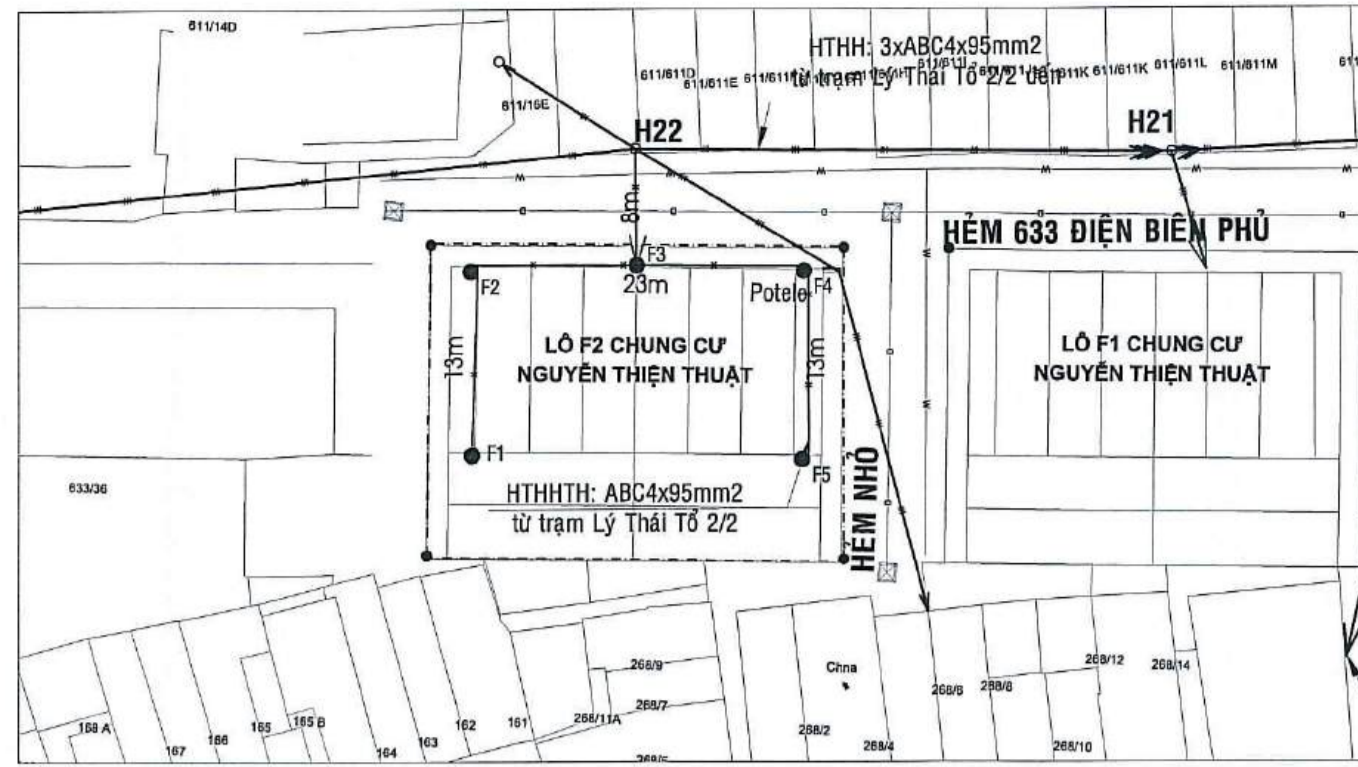 611/14D
HTHH: 3xABC4x95mm2
từ trạm Lý Thái Tổ 2/2 đến
611/611D
611/611E
611/611K
611/611K
611/611L
611/611M
611/16E
H22
H21
8m
HẺM 633 ĐIỆN BIÊN PHỦ
F3
F2
23m
Potele
F4
13m
LÔ F2 CHUNG CƯ
NGUYỄN THIỆN THUẬT
13m
LÔ F1 CHUNG CƯ
NGUYỄN THIỆN THUẬT
F1
F5
633/36
HTHHTH: ABC4x95mm2
từ trạm Lý Thái Tổ 2/2
HẺM NHỎ
268/9
Chna
268/12
268/14
268/6
268/8
268/7
268/11A
168 A
167
166
165
165 B
164
163
162
161
268/2
268/4
268/10